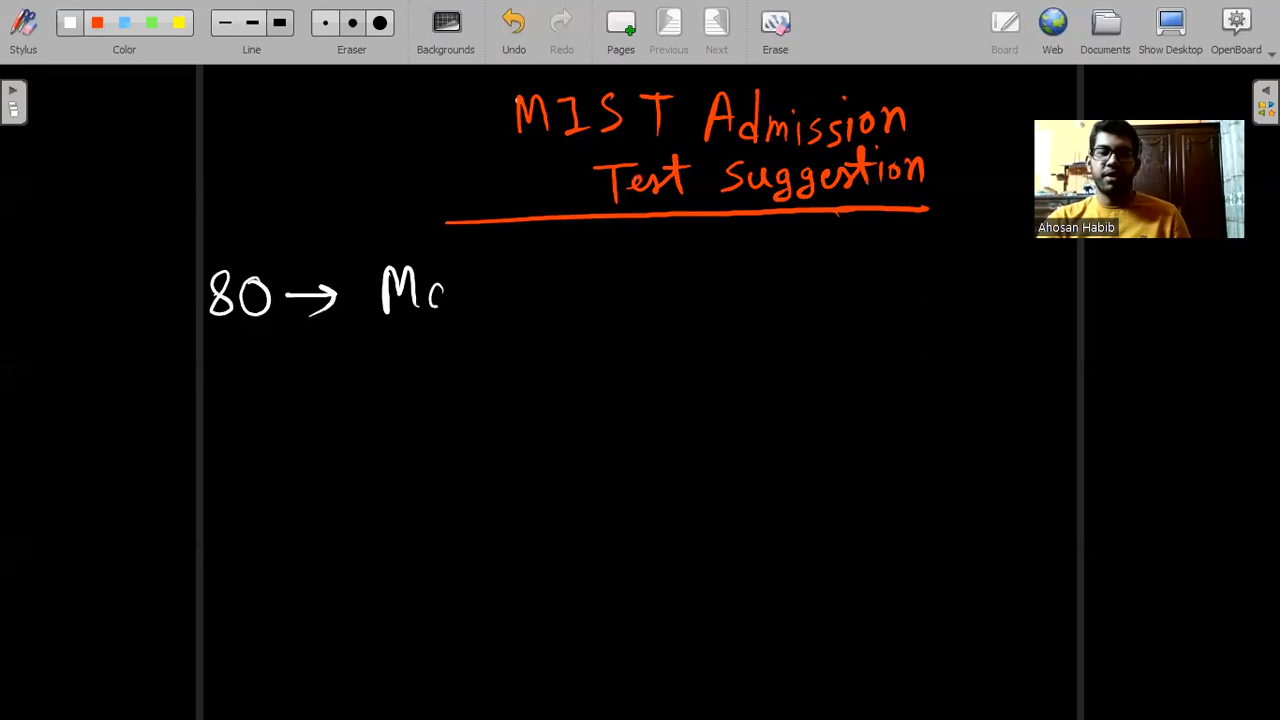 Stylus
Color
Line
Eraser
Backgrounds
Undo
Redo
Pages
Previous
Next
Erase
Board
Web
Documents
Show Desktop
OpenBoard
MIST Admission
Test Suggestion
Ahosan Habib
80 → Mc